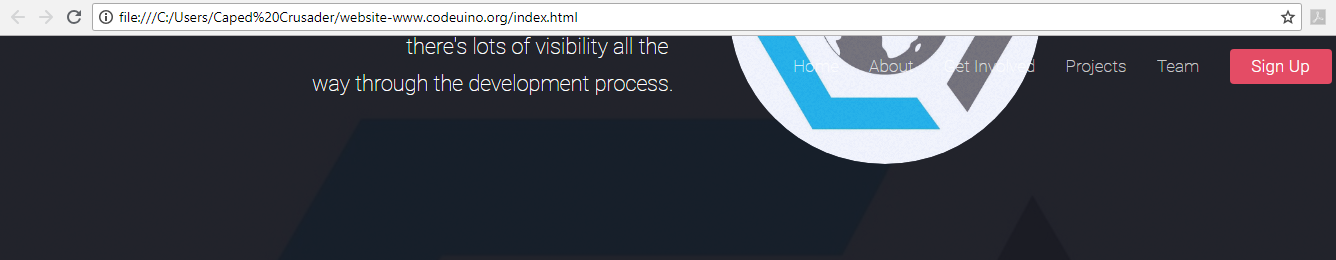 file:///C:/Users/Caped%20Crusader/website-www.codeuino.org/index.html
there's lots of visibility all the
Home About Get Involved Projects Team Sign Up
way through the development process.